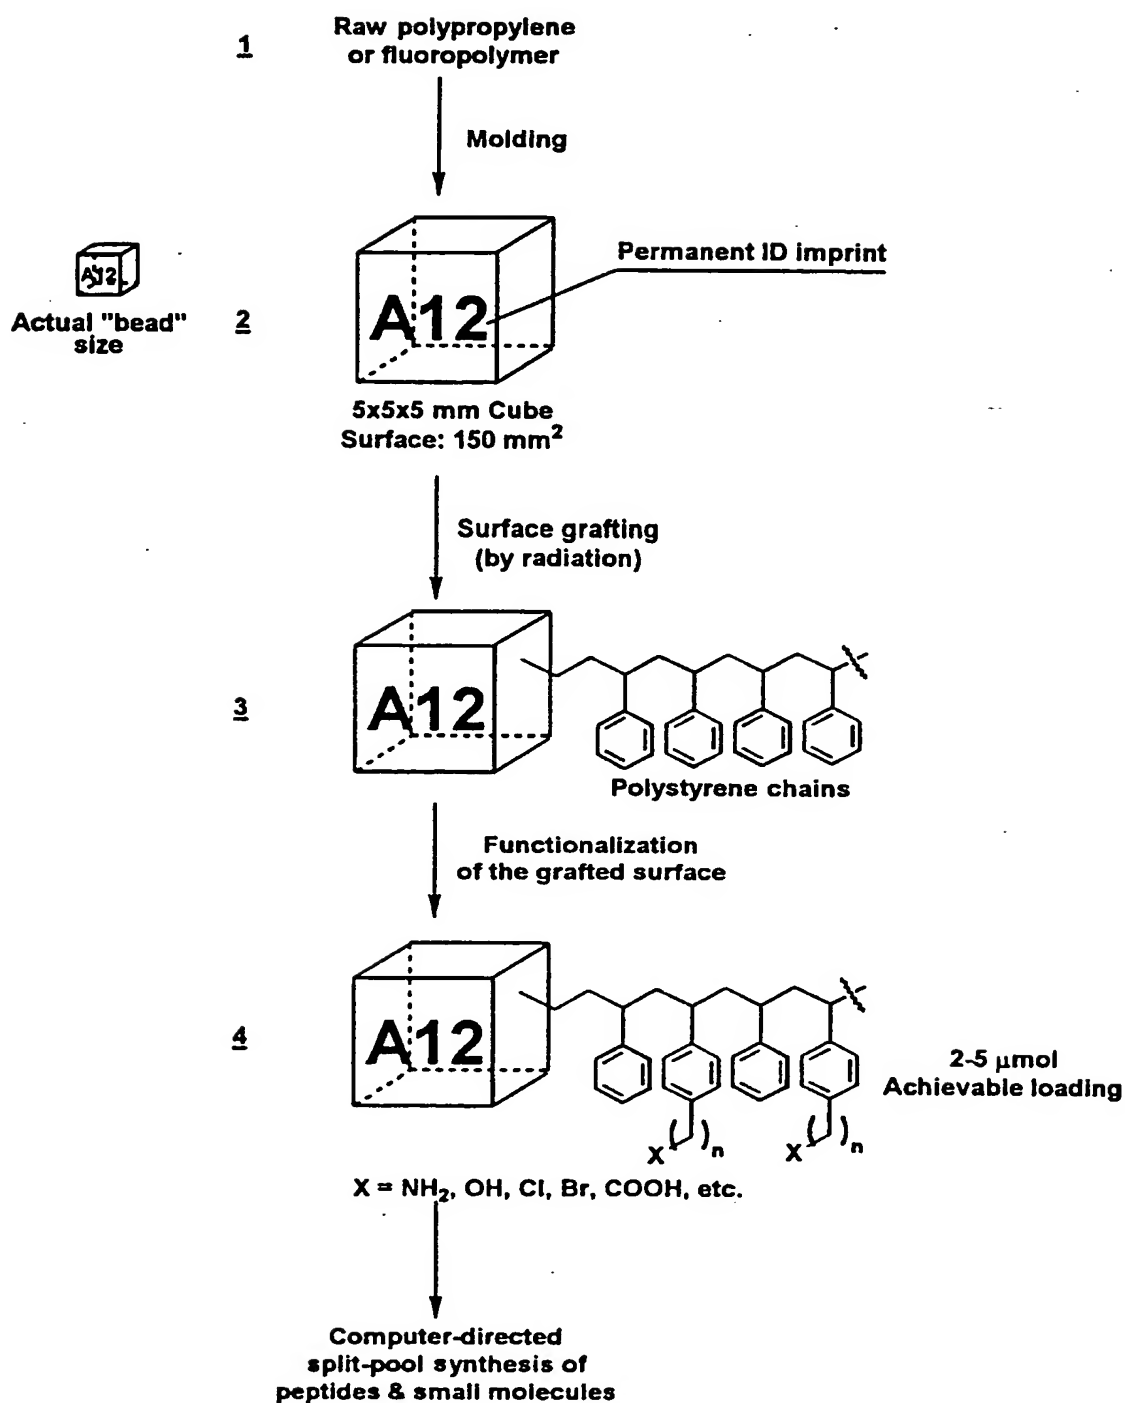 1
Raw polypropylene
or fluoropolymer
Molding
Permanent ID imprint
A12
Actual "bead"
size
2
A12
5x5x5 mm Cube
Surface: 150 mm²
Surface grafting
(by radiation)
3
A12
Polystyrene chains
Functionalization
of the grafted surface
4
A12
2-5 μmol
Achievable loading
X ( )n X ( )n
X = NH₂, OH, Cl, Br, COOH, etc.
Computer-directed
split-pool synthesis of
peptides & small molecules